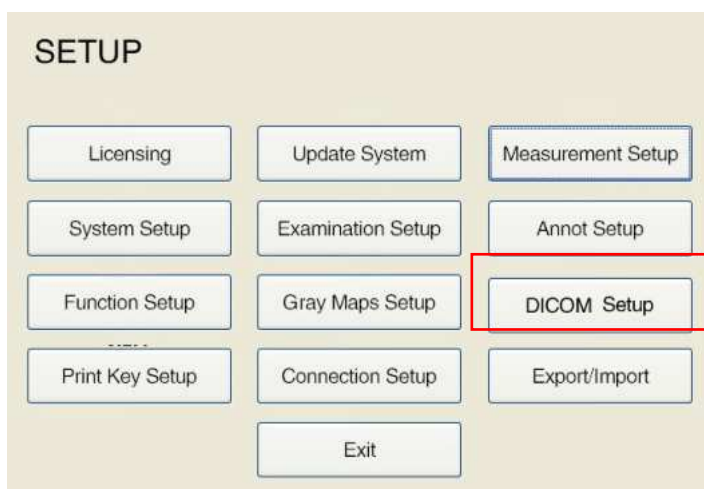 SETUP
Licensing
Update System
Measurement Setup
System Setup
Examination Setup
Annot Setup
Function Setup
Gray Maps Setup
DICOM Setup
Print Key Setup
Connection Setup
Export/Import
Exit